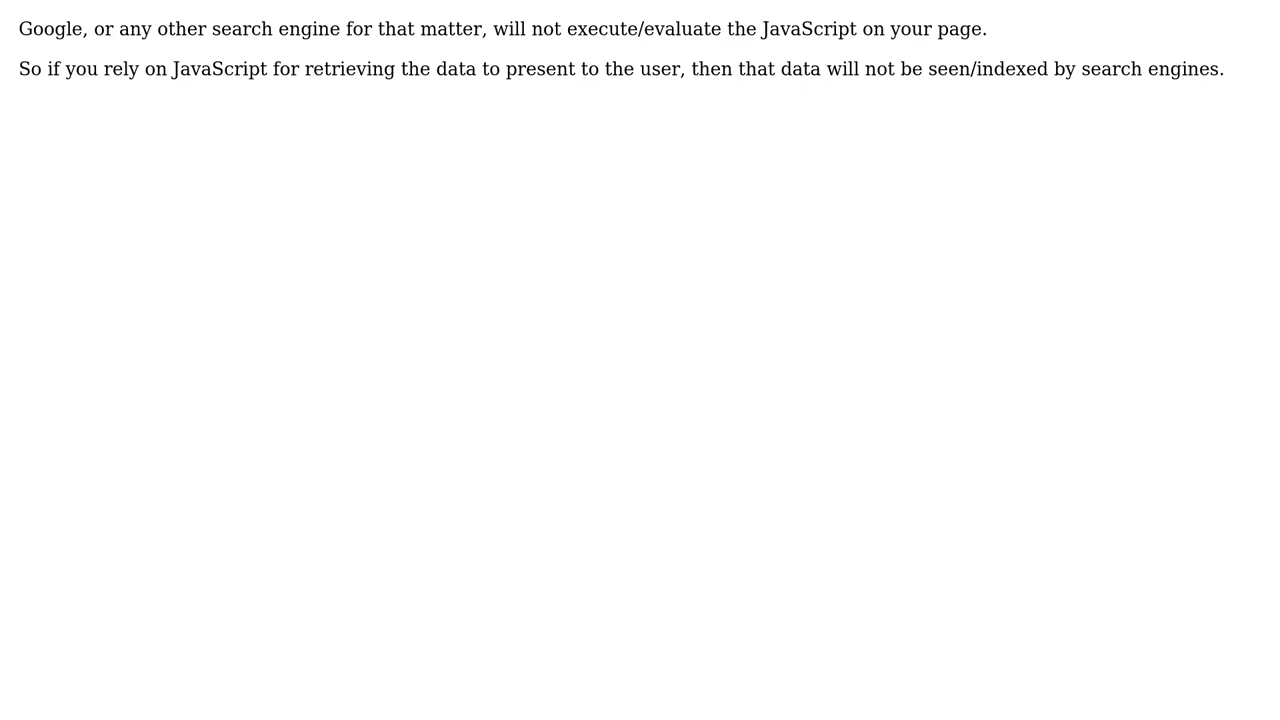 Google, or any other search engine for that matter, will not execute/evaluate the JavaScript on your page.
So if you rely on JavaScript for retrieving the data to present to the user, then that data will not be seen/indexed by search engines.